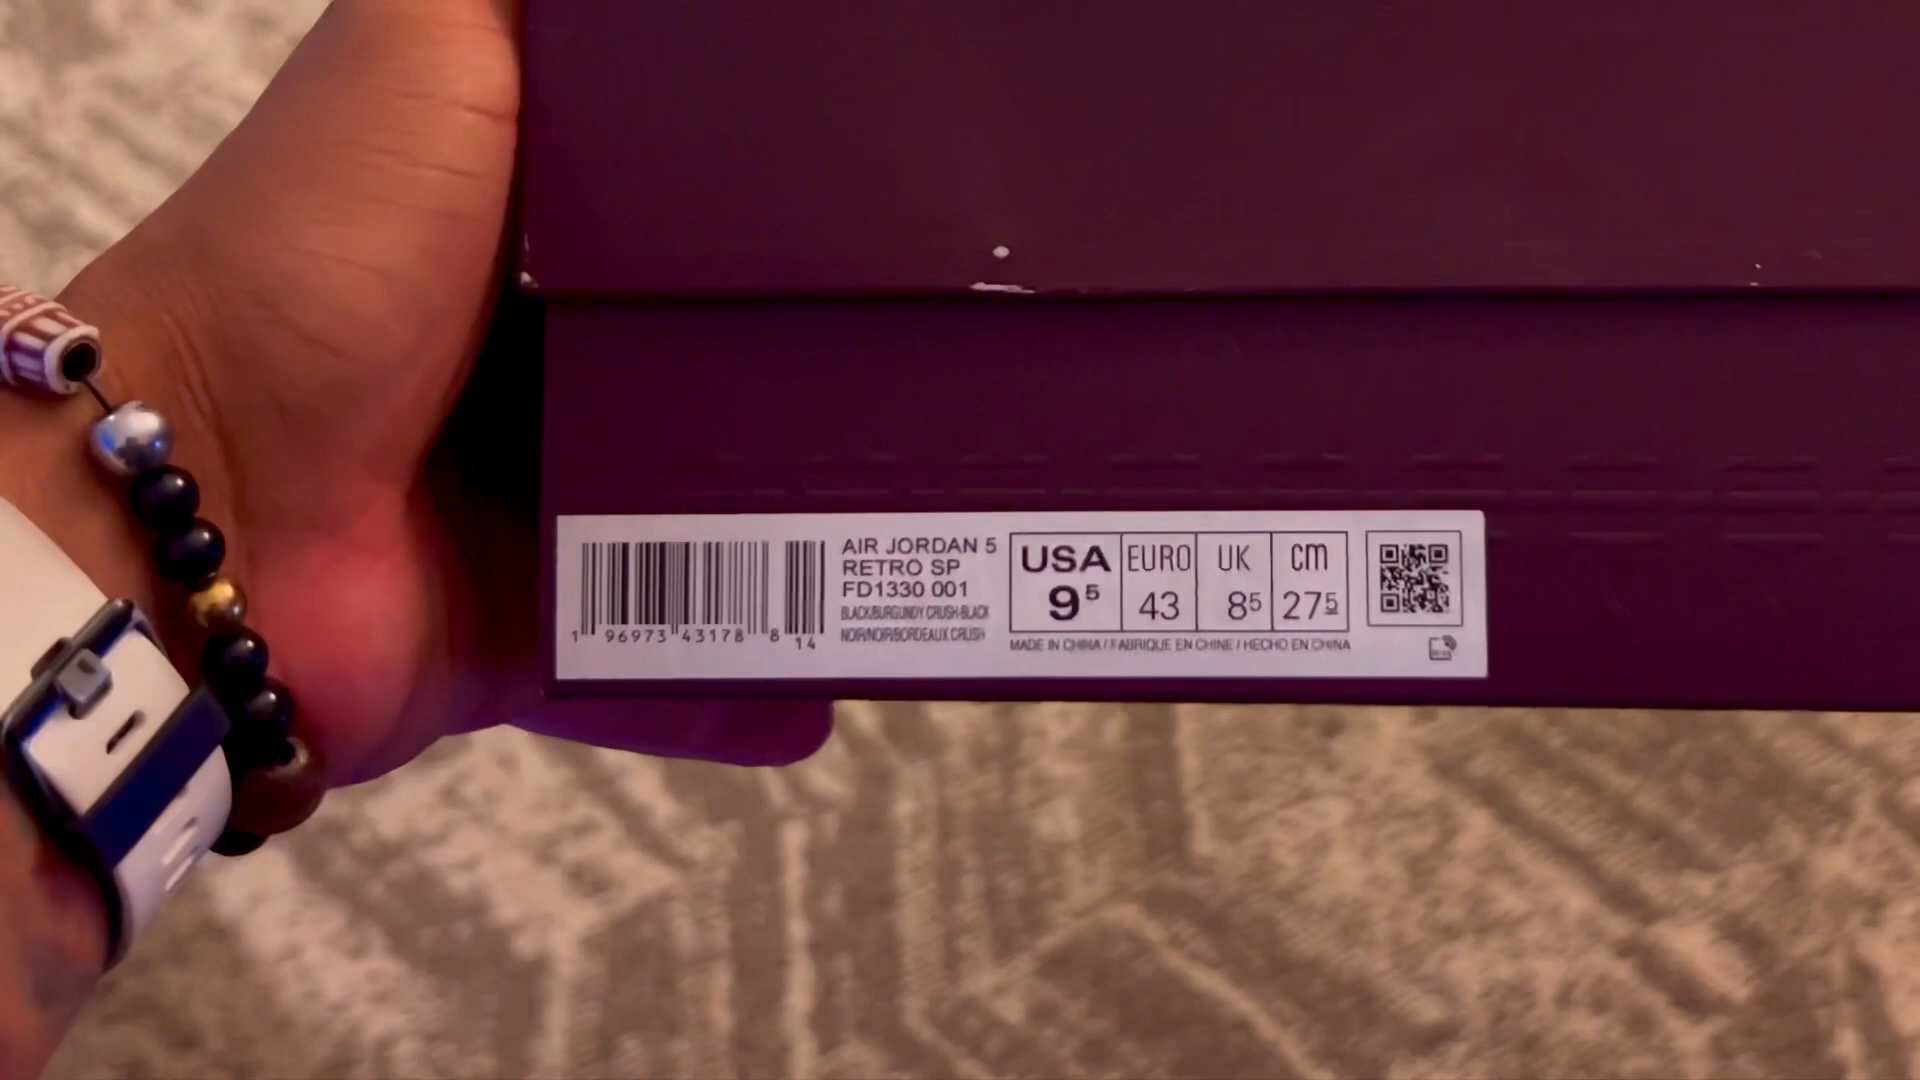 AIR JORDAN 5
RETRO SP
FD1330 001
BLACK/BURGUNDY CRUSH-BLACK
NOIR/NOIR/BORDEAUX CRUSH
1 96973 43178 8 14
USA EURO UK cm
9⁵ 43 8⁵ 27⁵
MADE IN CHINA / FABRIQUE EN CHINE / HECHO EN CHINA